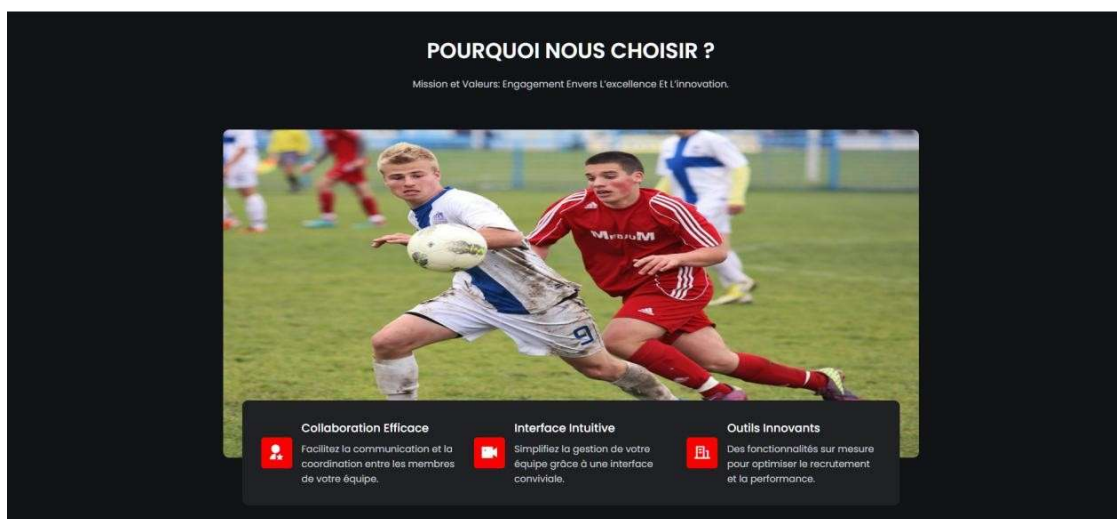 POURQUOI NOUS CHOISIR ?
Mission et Valeurs: Engagement Envers L'excellence Et L'innovation.
MEDIUM
9
Collaboration Efficace
Facilitez la communication et la
coordination entre les membres
de votre équipe.
Interface Intuitive
Simplifiez la gestion de votre
équipe grâce à une interface
conviviale.
Outils Innovants
Des fonctionnalités sur mesure
pour optimiser le recrutement
et la performance.